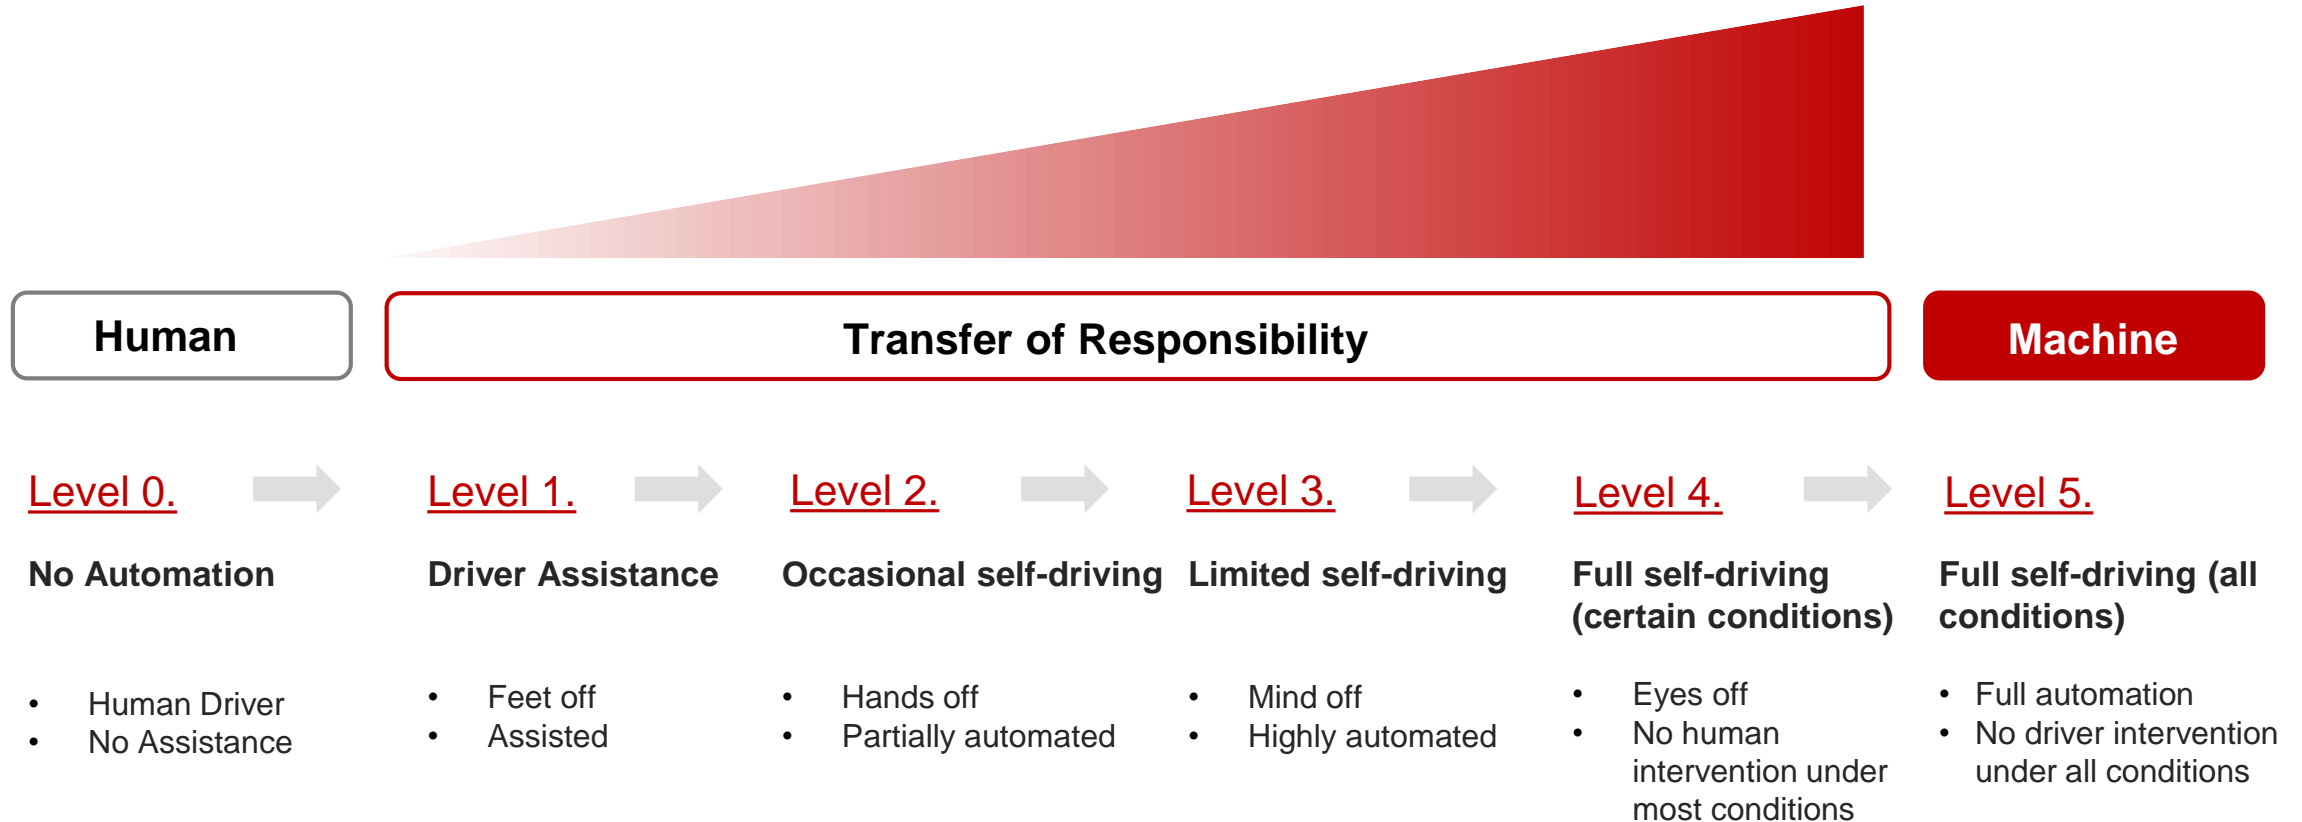 Human
Transfer of Responsibility
Machine
Level 0.
Level 1.
Level 2.
Level 3.
Level 4.
Level 5.
No Automation
Driver Assistance
Occasional self-driving
Limited self-driving
Full self-driving
(certain conditions)
Full self-driving (all
conditions)
• Human Driver
• No Assistance
• Feet off
• Assisted
• Hands off
• Partially automated
• Mind off
• Highly automated
• Eyes off
• No human
intervention under
most conditions
• Full automation
• No driver intervention
under all conditions